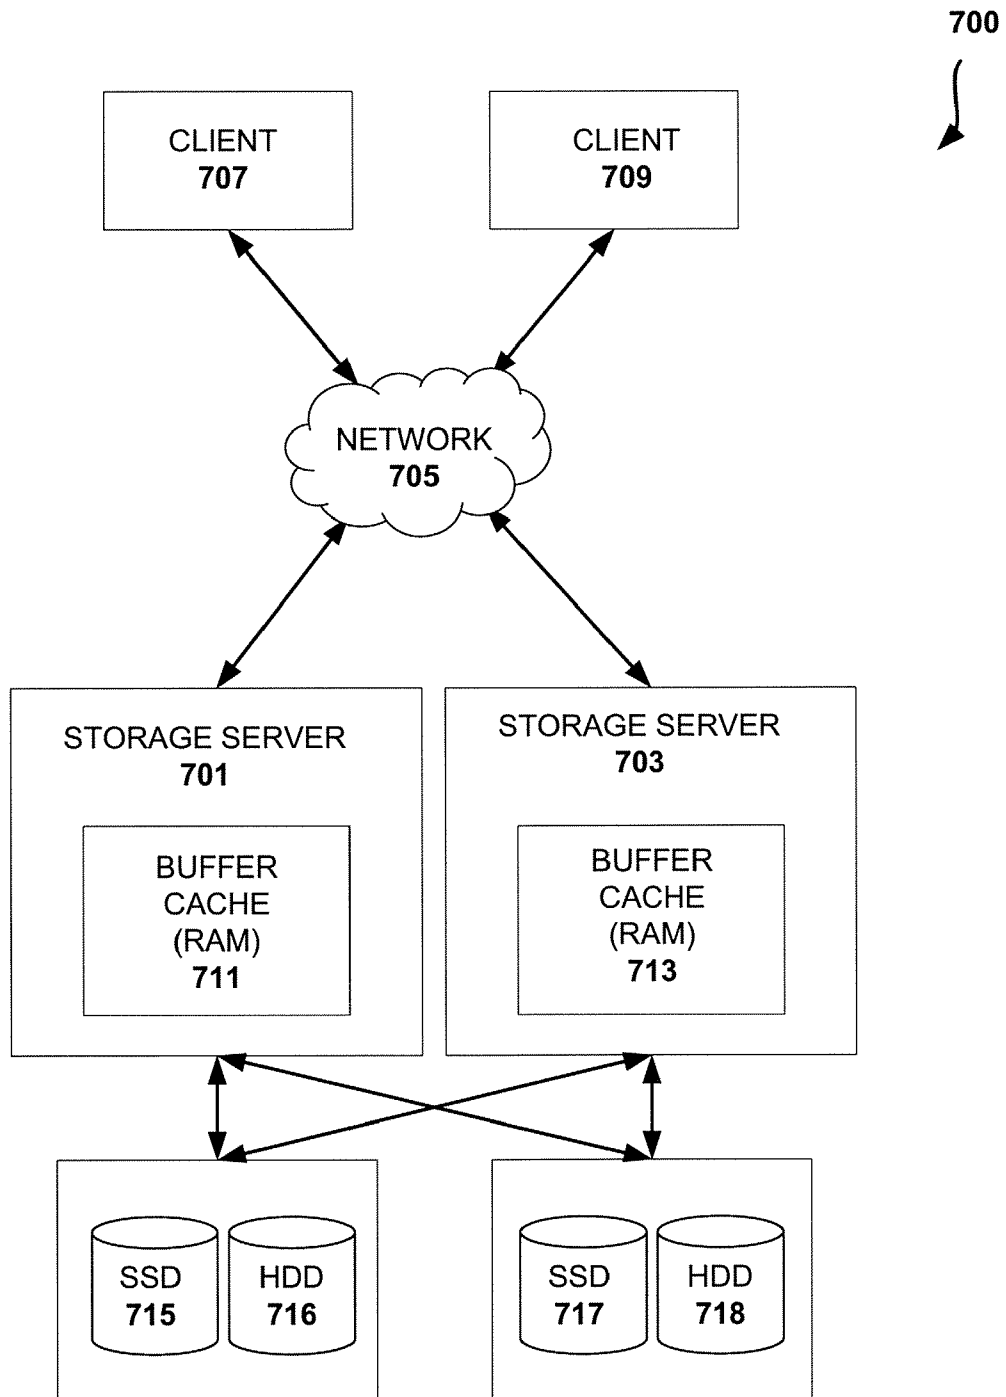 700
CLIENT
707
CLIENT
709
NETWORK
705
STORAGE SERVER
701
BUFFER
CACHE
(RAM)
711
STORAGE SERVER
703
BUFFER
CACHE
(RAM)
713
SSD
715
HDD
716
SSD
717
HDD
718